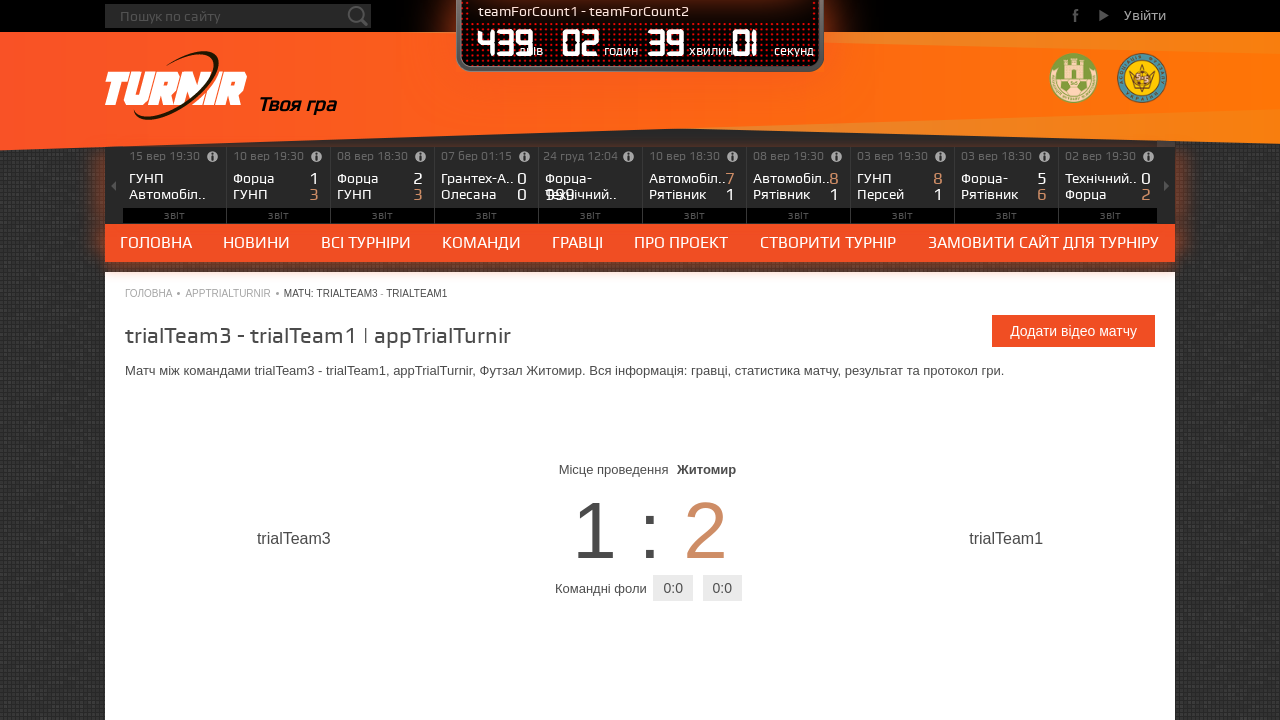 Пошук по сайту
teamForCount1 - teamForCount2
Увійти
439 днів 02 годин 39 хвилин 01 секунд
TURNIR Твоя гра
15 вер 19:30 10 вер 19:30 08 вер 18:30 07 бер 01:15 24 груд 12:04 10 вер 18:30 08 вер 19:30 03 вер 19:30 03 вер 18:30 02 вер 19:30
ГУНП Форца 1 Форца 2 Грантех-А.. 0 Форца- Автомобіл.. 7 Автомобіл.. 8 ГУНП 8 Форца- 5 Технічний.. 0
Автомобіл.. ГУНП 3 ГУНП 3 Олесана 0 Технічний.. 999 Рятівник 1 Рятівник 1 Персей 1 Рятівник 6 Форца 2
звіт звіт звіт звіт звіт звіт звіт звіт звіт звіт
ГОЛОВНА НОВИНИ ВСІ ТУРНІРИ КОМАНДИ ГРАВЦІ ПРО ПРОЕКТ СТВОРИТИ ТУРНІР ЗАМОВИТИ САЙТ ДЛЯ ТУРНІРУ
ГОЛОВНА • APPTRIALTURNIR • МАТЧ: TRIALTEAM3 - TRIALTEAM1
trialTeam3 - trialTeam1 | appTrialTurnir
Додати відео матчу
Матч між командами trialTeam3 - trialTeam1, appTrialTurnir, Футзал Житомир. Вся інформація: гравці, статистика матчу, результат та протокол гри.
Місце проведення Житомир
trialTeam3 1 : 2 trialTeam1
Командні фоли 0:0 0:0